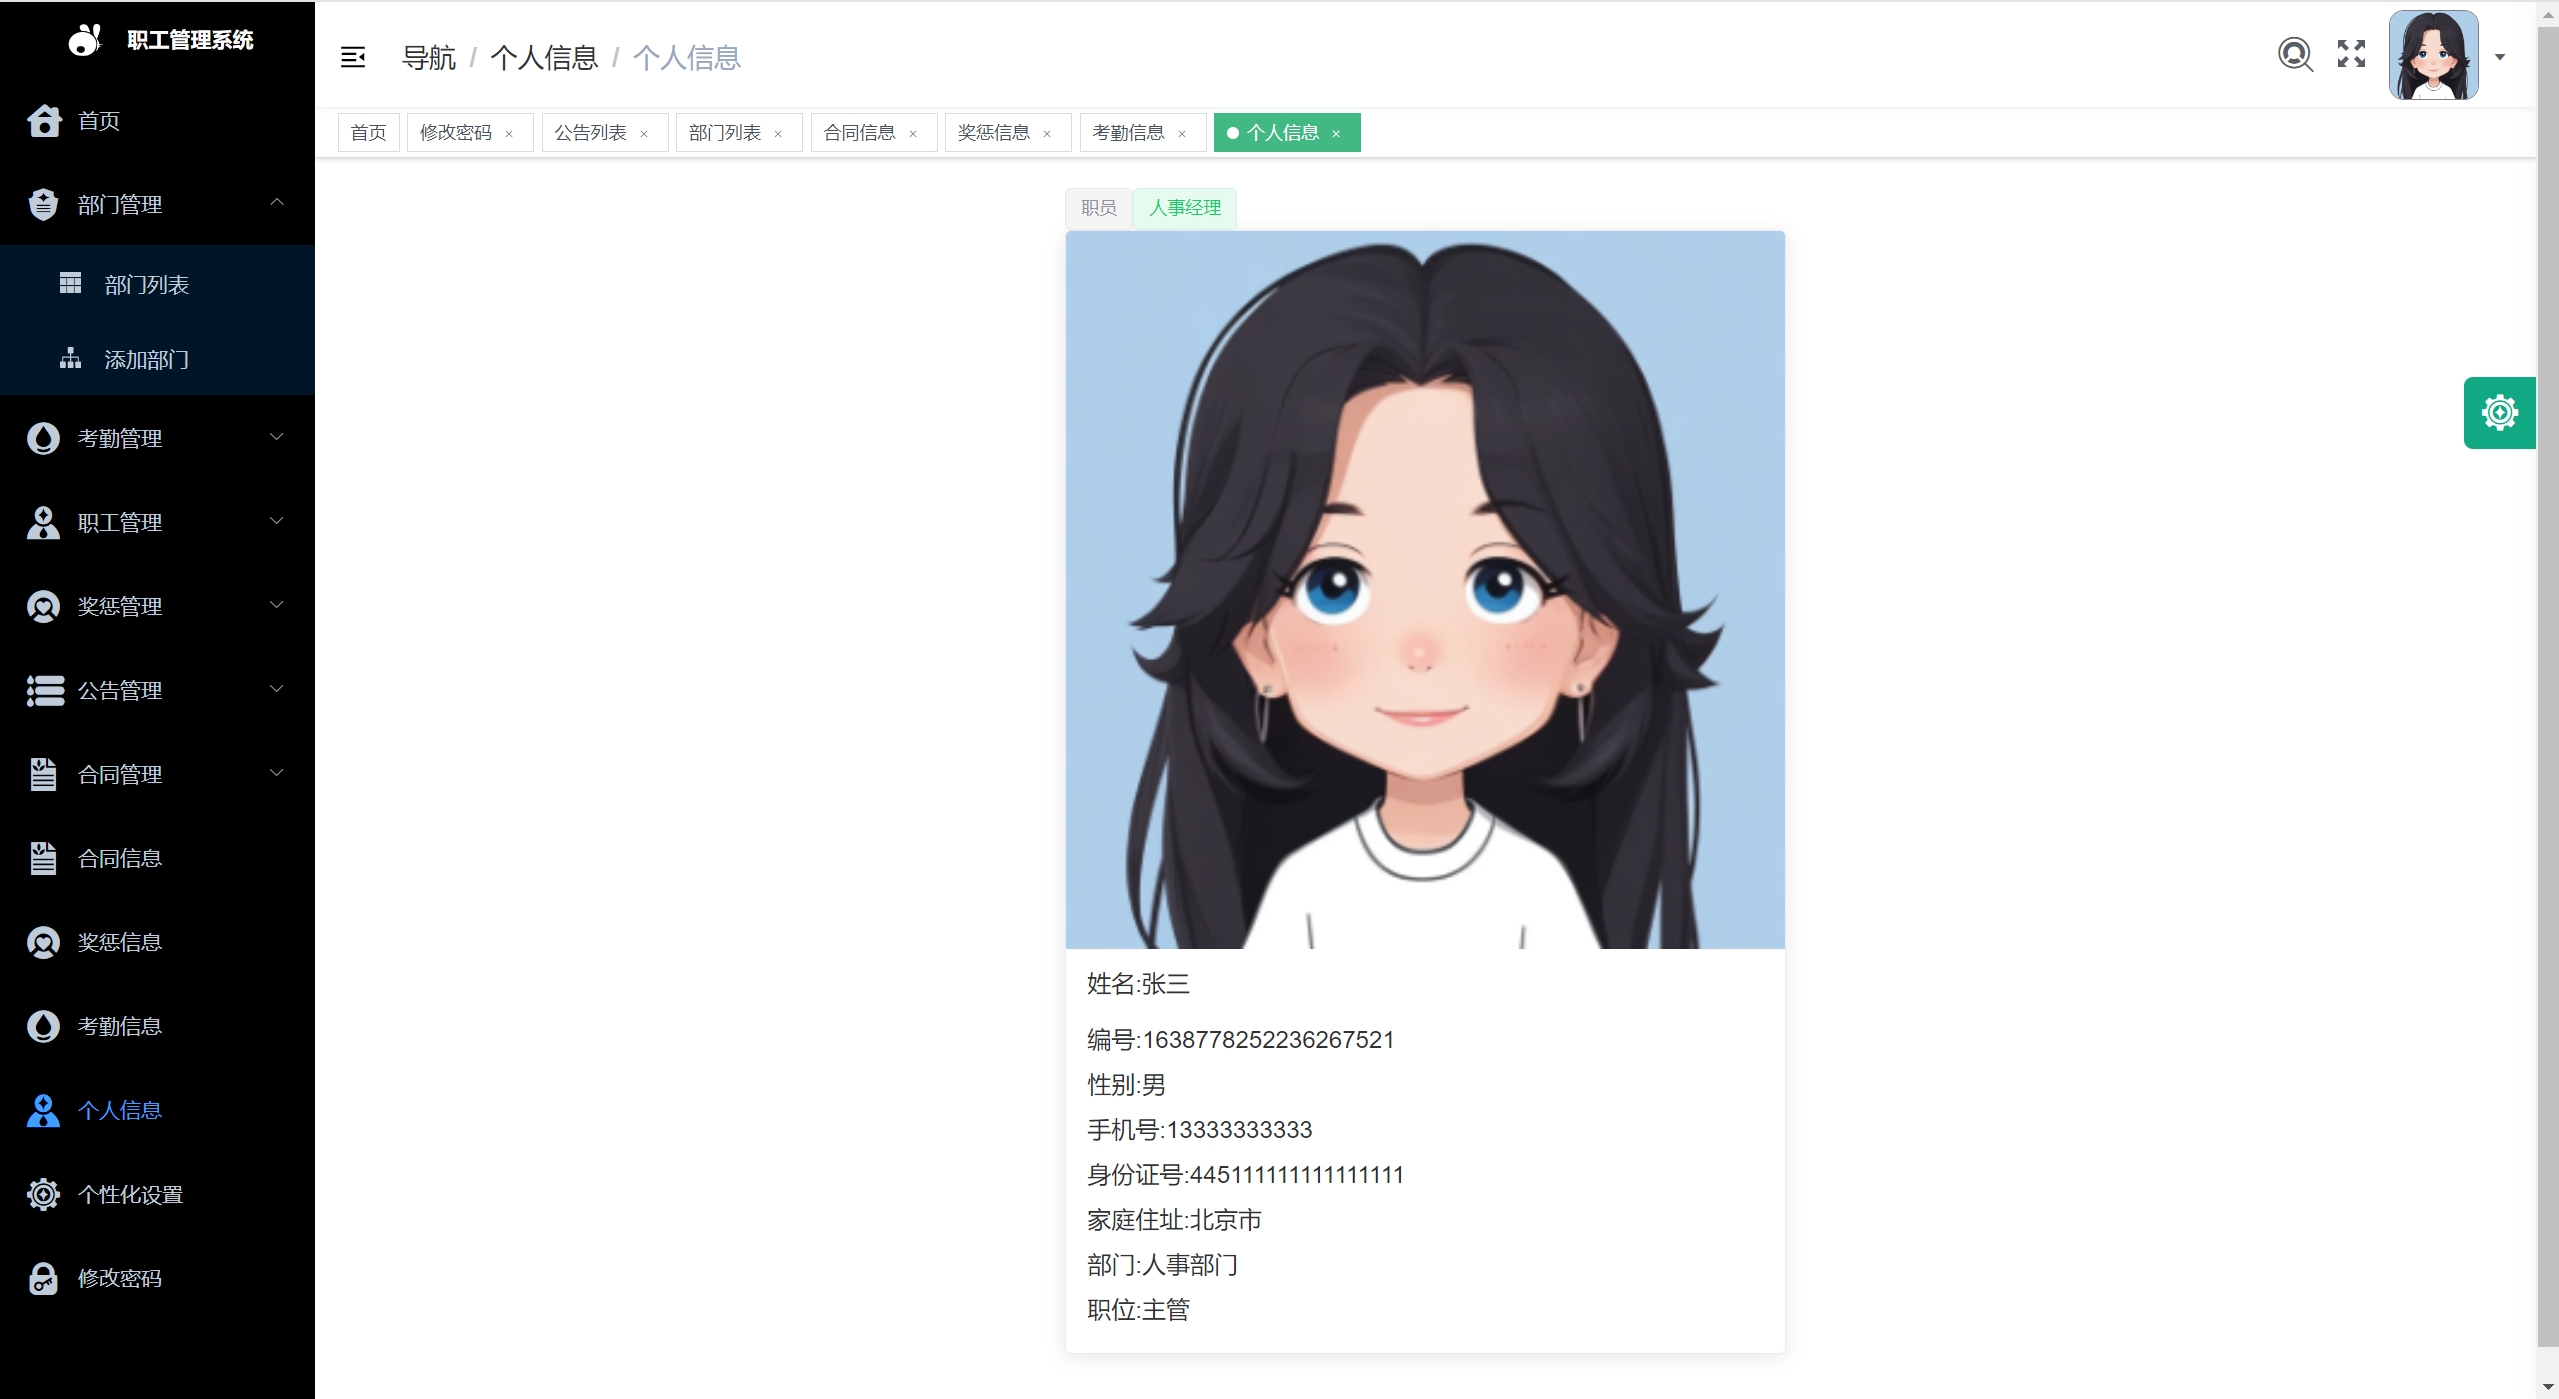 职工管理系统
首页
部门管理
部门列表
添加部门
考勤管理
职工管理
奖惩管理
公告管理
合同管理
合同信息
奖惩信息
考勤信息
个人信息
个性化设置
修改密码
导航 / 个人信息 / 个人信息
首页 修改密码 × 公告列表 × 部门列表 × 合同信息 × 奖惩信息 × 考勤信息 × 个人信息 ×
职员 人事经理
姓名:张三
编号:1638778252236267521
性别:男
手机号:13333333333
身份证号:445111111111111111
家庭住址:北京市
部门:人事部门
职位:主管